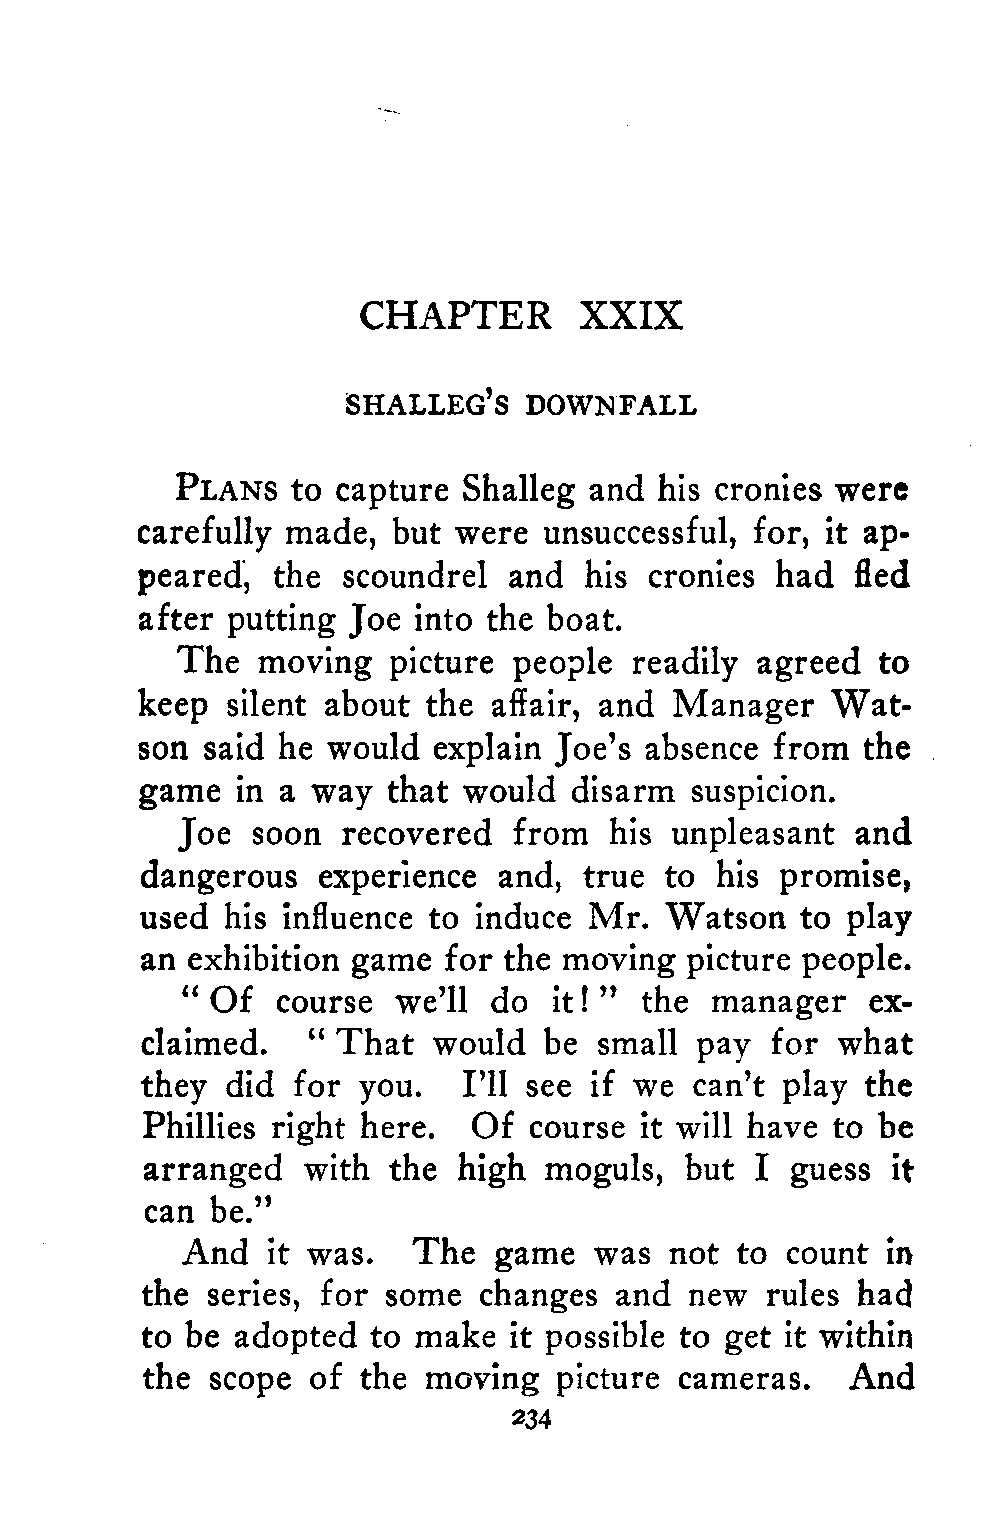 CHAPTER XXIX
SHALLEG'S DOWNFALL
PLANS to capture Shalleg and his cronies were
carefully made, but were unsuccessful, for, it ap-
peared, the scoundrel and his cronies had fled
after putting Joe into the boat.
The moving picture people readily agreed to
keep silent about the affair, and Manager Wat-
son said he would explain Joe's absence from the
game in a way that would disarm suspicion.
Joe soon recovered from his unpleasant and
dangerous experience and, true to his promise,
used his influence to induce Mr. Watson to play
an exhibition game for the moving picture people.
" Of course we'll do it! " the manager ex-
claimed. " That would be small pay for what
they did for you. I'll see if we can't play the
Phillies right here. Of course it will have to be
arranged with the high moguls, but I guess it
can be."
And it was. The game was not to count in
the series, for some changes and new rules had
to be adopted to make it possible to get it within
the scope of the moving picture cameras. And
234